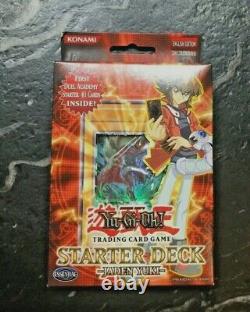 KONAMI
ENGLISH EDITION
FIRST
DUEL ACADEMY
STARTER CARDS
INSIDE!
Yu-Gi-Oh!
TRADING CARD GAME
STARTER DECK
-JADEN YUKI-
ESSENTIAL